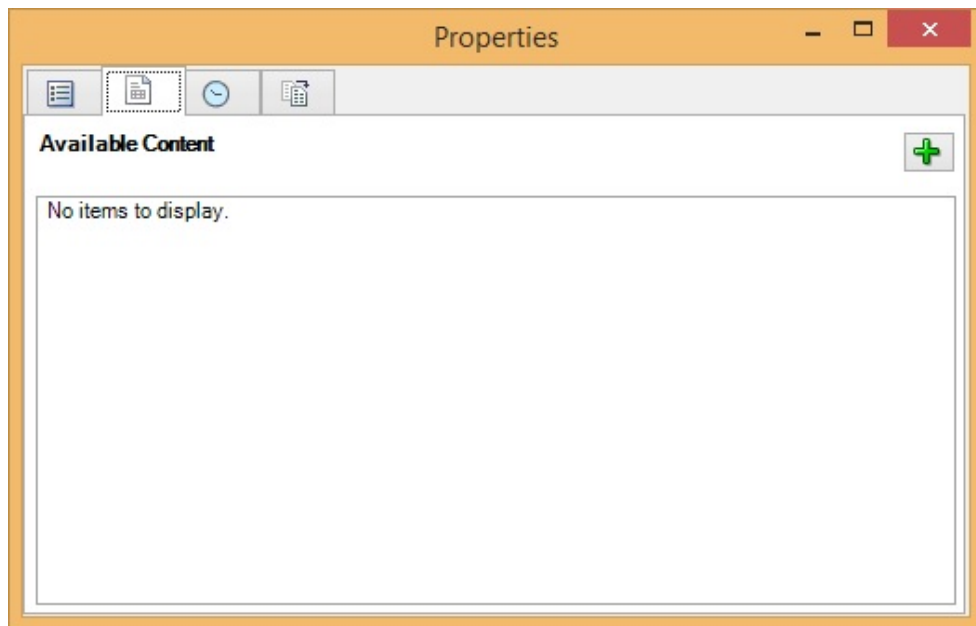 Properties
Available Content
No items to display.